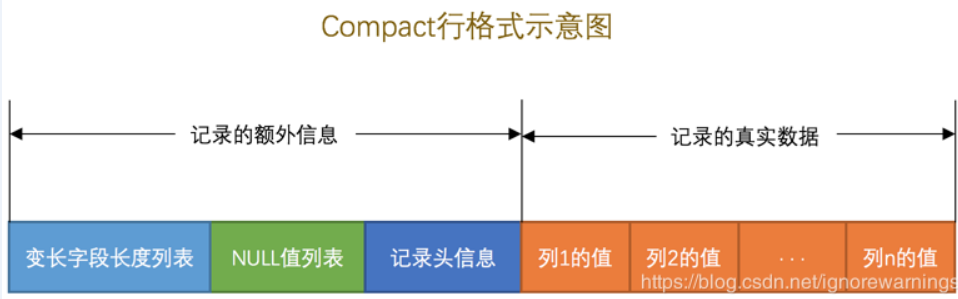 Compact行格式示意图
记录的额外信息 记录的真实数据
变长字段长度列表 NULL值列表 记录头信息 列1的值 列2的值 ··· 列n的值
https://blog.csdn.net/ignorewarnings